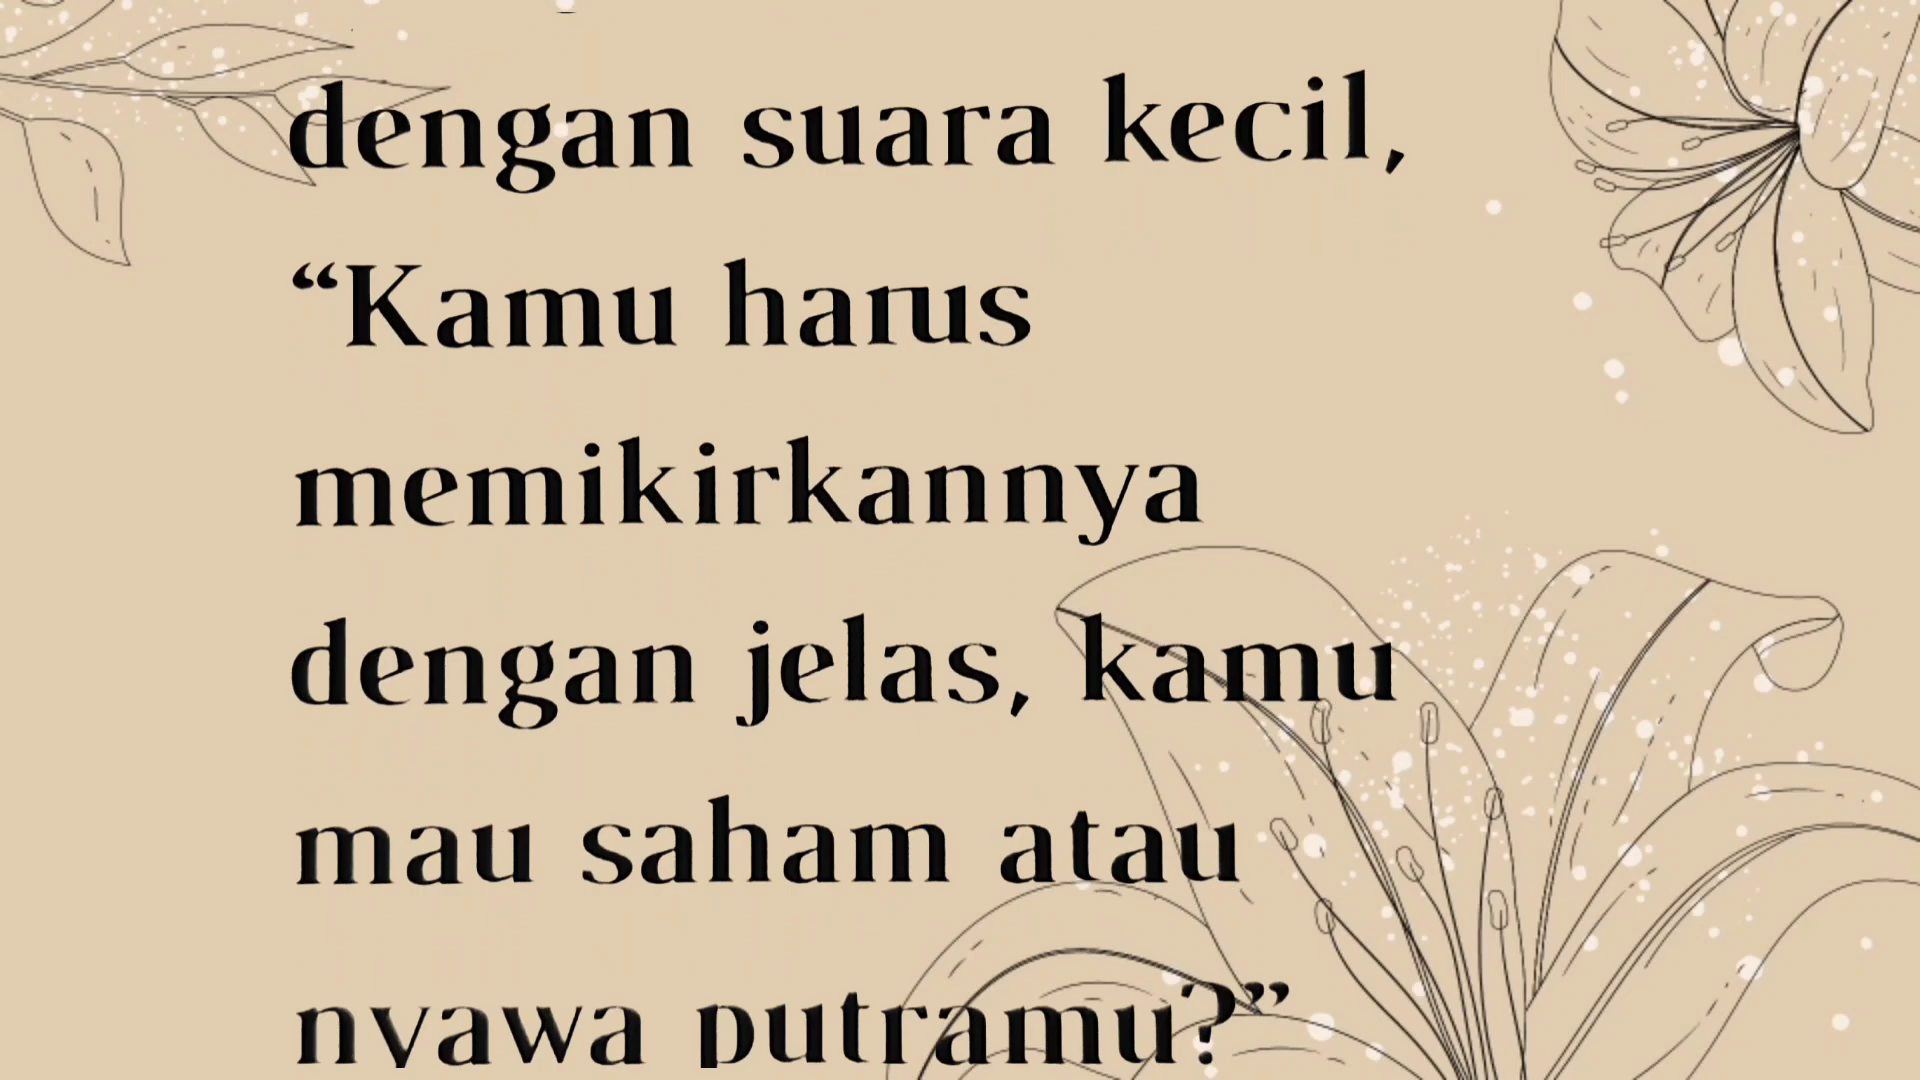 dengan suara kecil,
“Kamu harus
memikirkannya
dengan jelas, kamu
mau saham atau
nyawa putramu?”